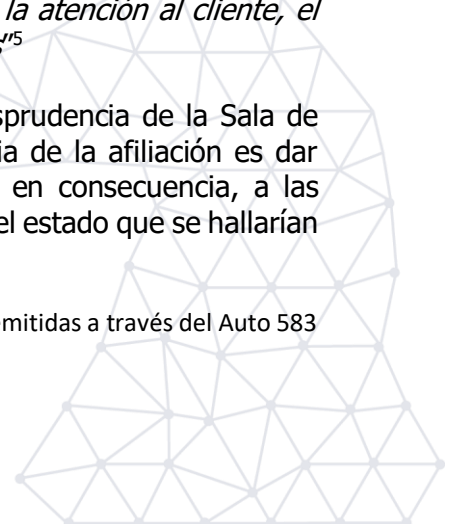 la atención al cliente, el
”5
sprudencia de la Sala de
ia de la afiliación es dar
en consecuencia, a las
el estado que se hallarían
emitidas a través del Auto 583